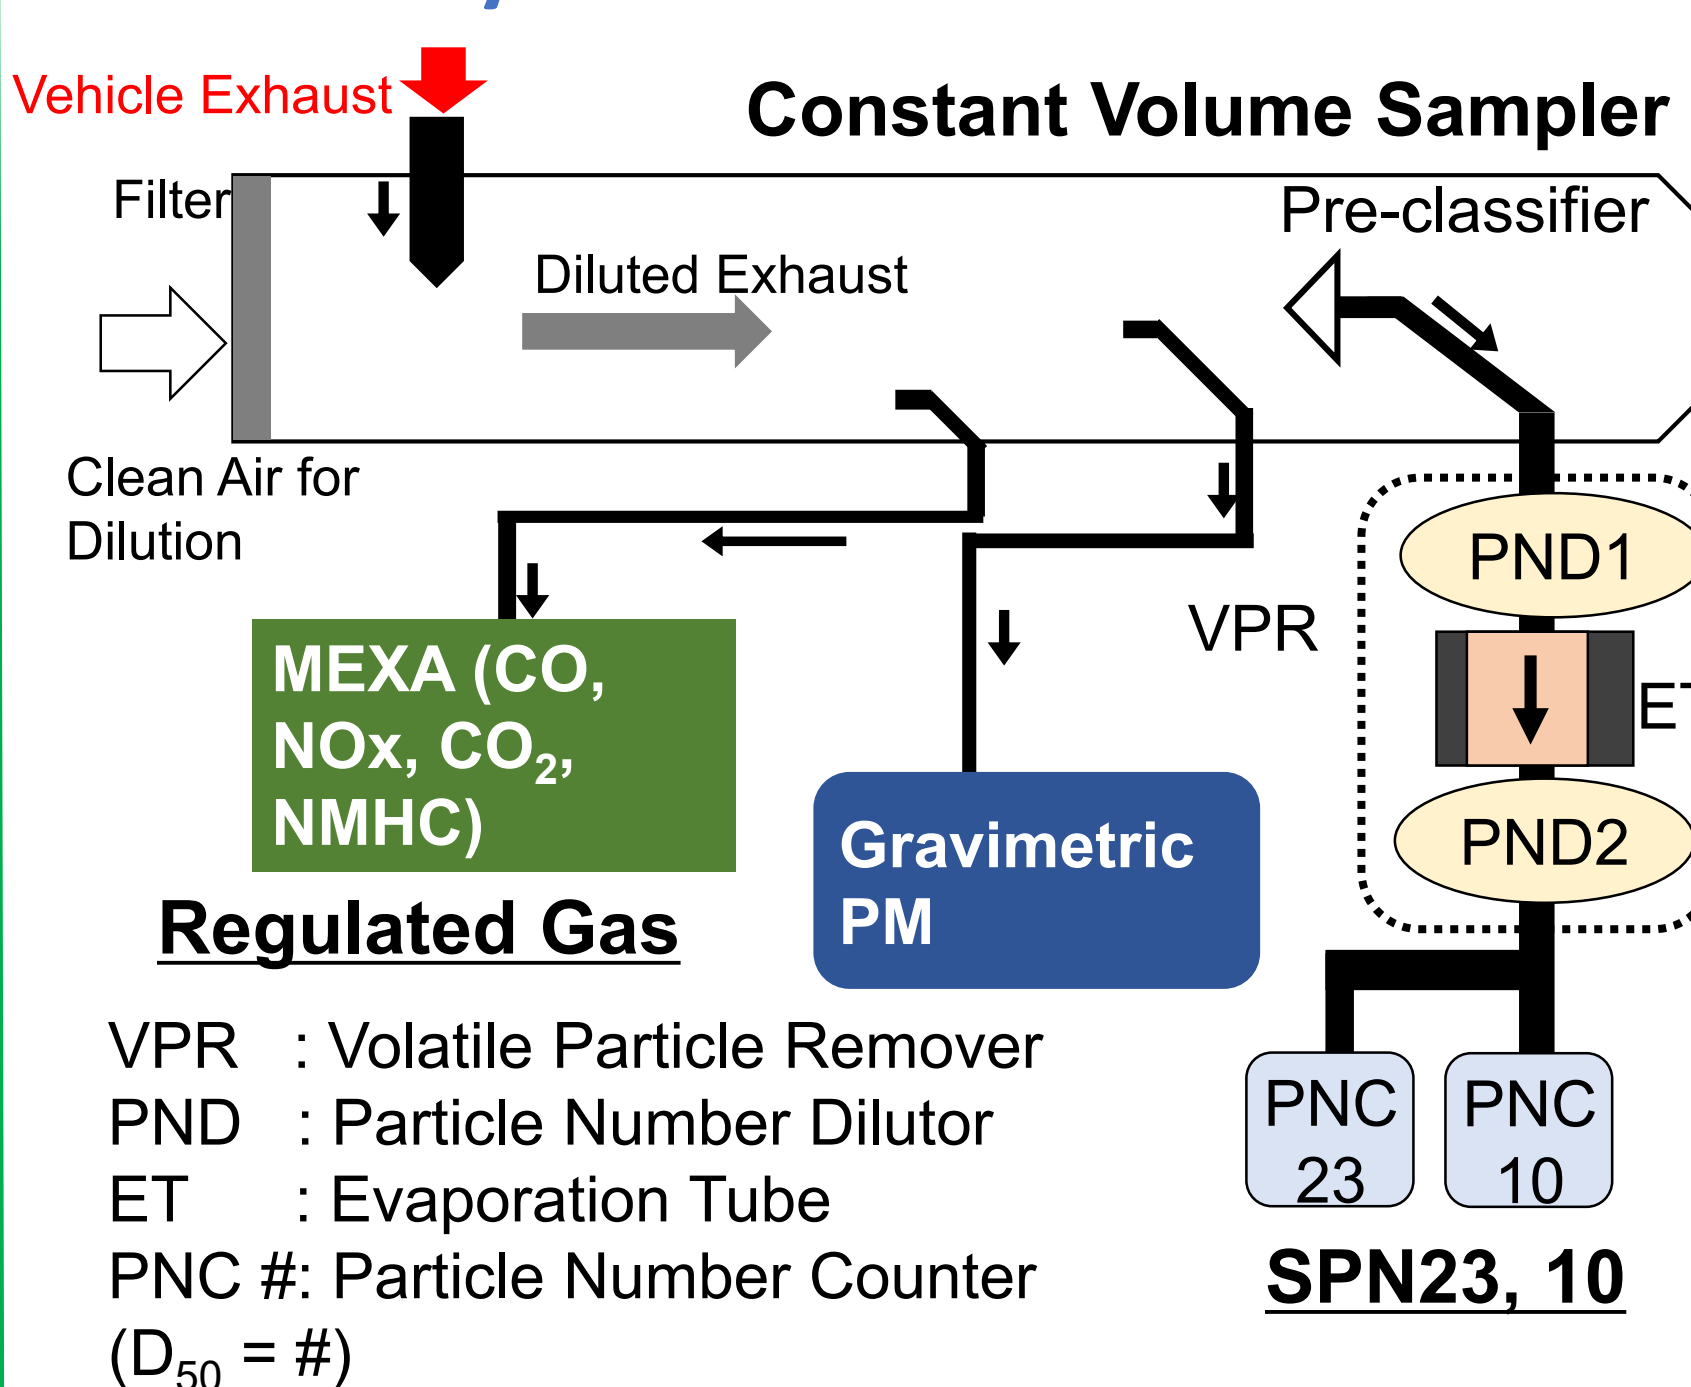 Vehicle Exhaust
Constant Volume Sampler
Filter
Pre-classifier
Diluted Exhaust
Clean Air for
Dilution
PND1
VPR
ET
MEXA (CO,
NOx, CO₂,
NMHC)
PND2
Gravimetric
PM
Regulated Gas
VPR : Volatile Particle Remover
PND : Particle Number Dilutor
ET : Evaporation Tube
PNC #: Particle Number Counter
(D₅₀ = #)
PNC
23
PNC
10
SPN23, 10